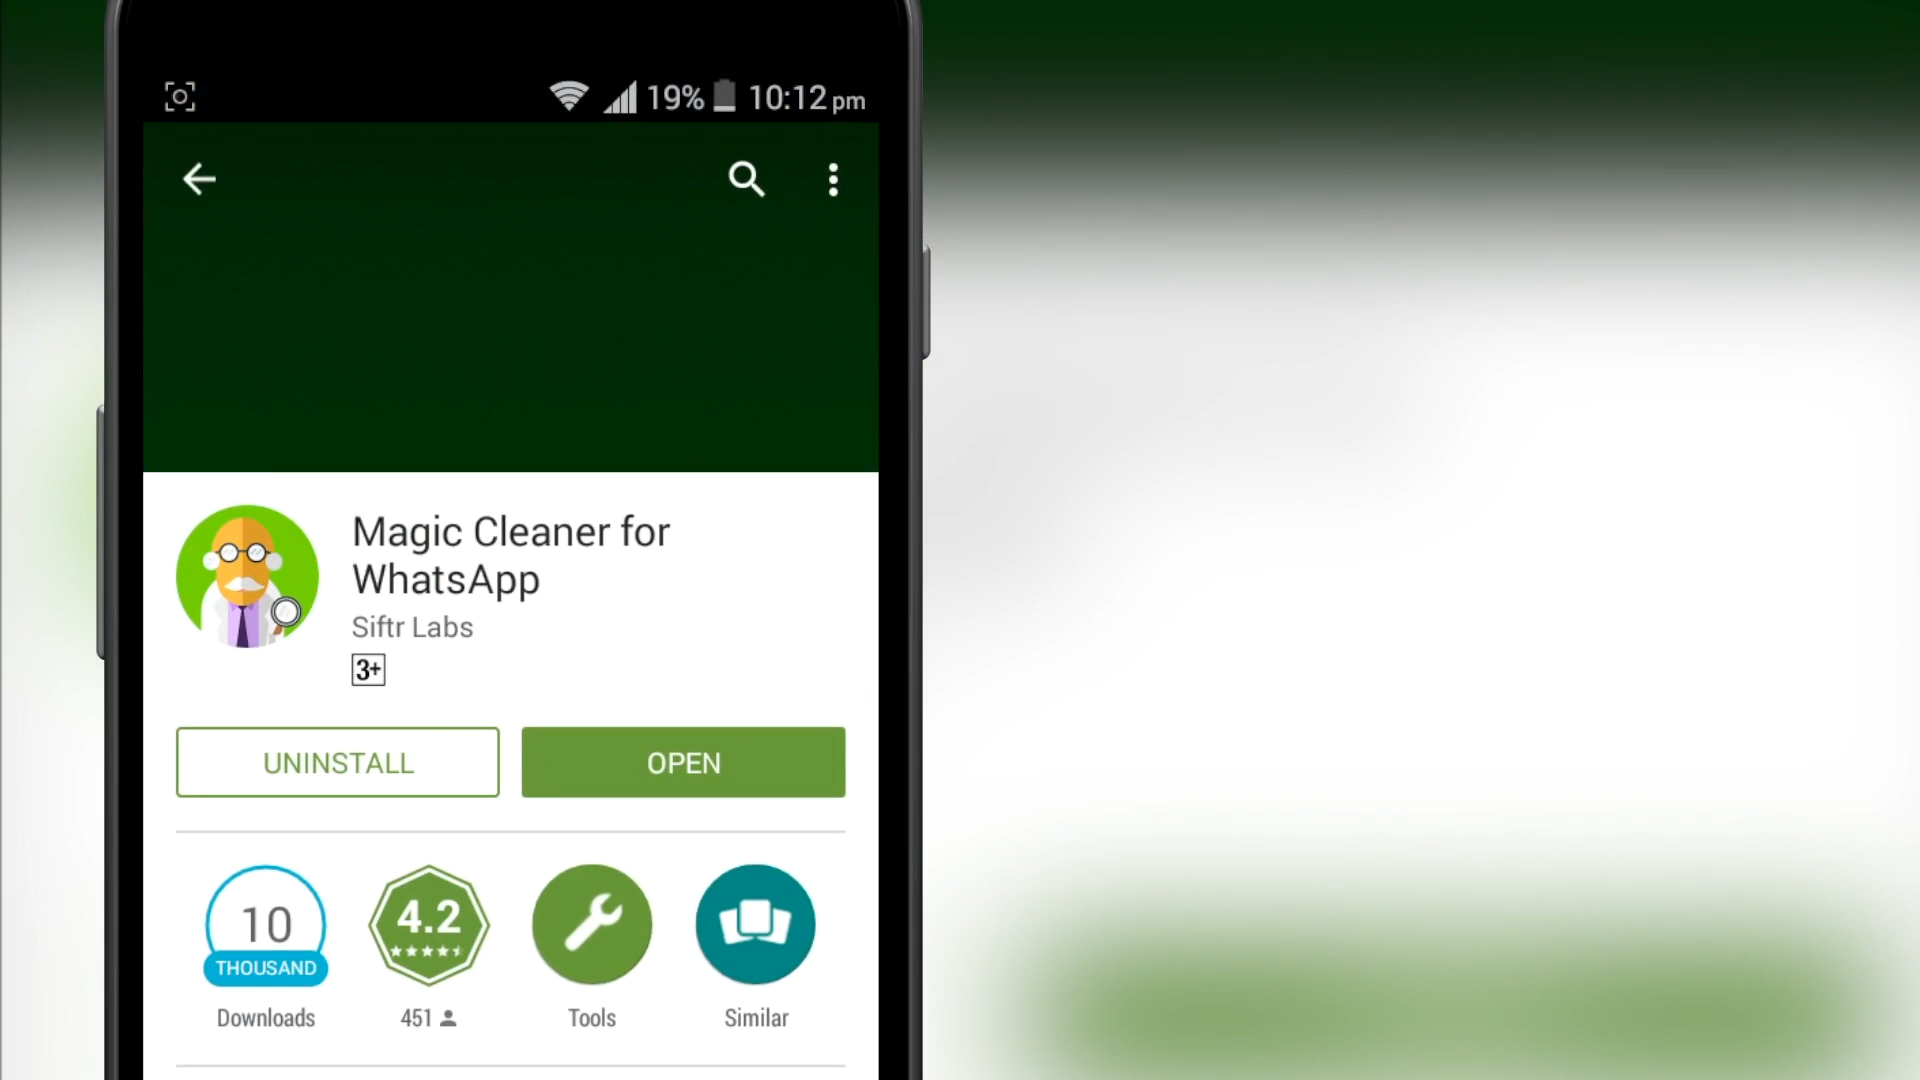 19% 10:12 pm
Magic Cleaner for
WhatsApp
Siftr Labs
3+
UNINSTALL
OPEN
10
THOUSAND
Downloads
4.2
451
Tools
Similar